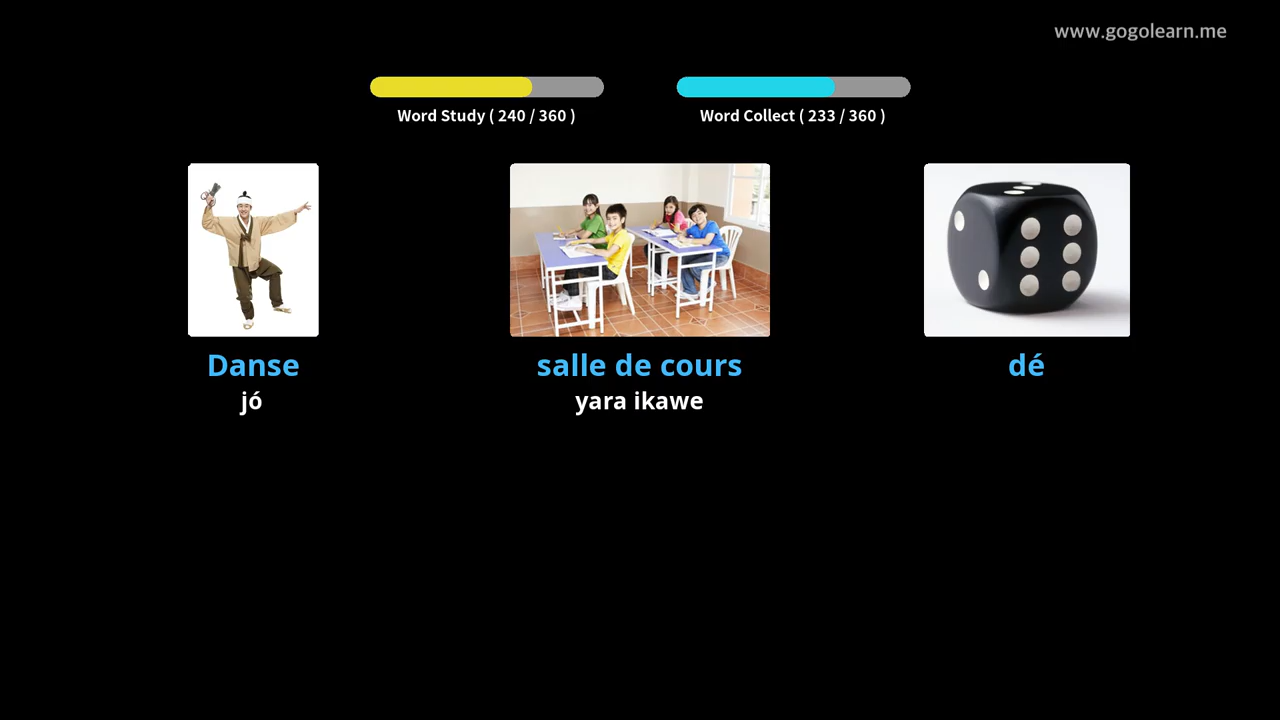 www.gogolearn.me
Word Study ( 240 / 360 )
Word Collect ( 233 / 360 )
Danse
jó
salle de cours
yara ikawe
dé